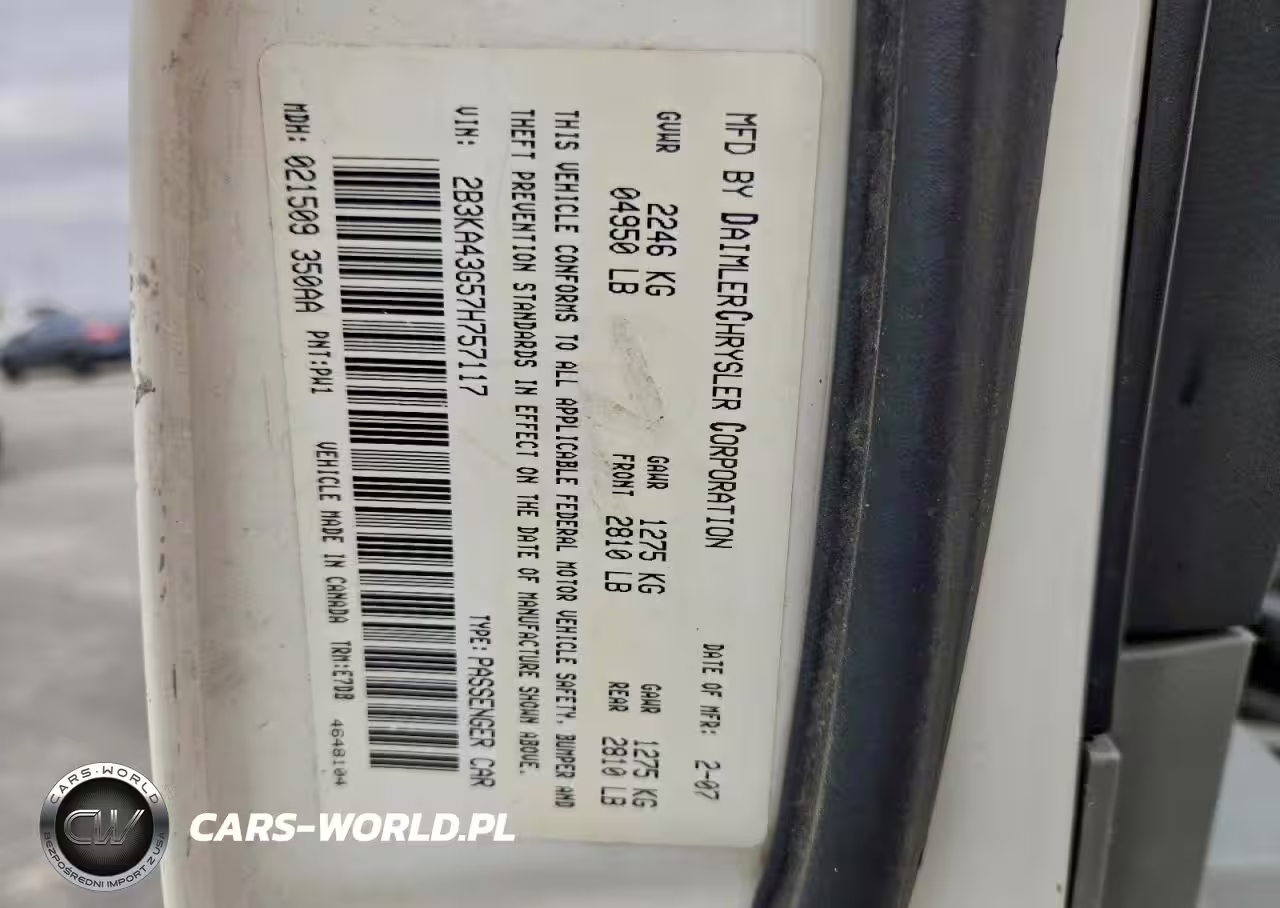 MFD BY DAIMLERCHRYSLER CORPORATION DATE OF MFR: 2-07
GVWR 2246 KG GAWR 1275 KG GAWR 1275 KG
04950 LB FRONT 2810 LB REAR 2810 LB
THIS VEHICLE CONFORMS TO ALL APPLICABLE FEDERAL MOTOR VEHICLE SAFETY, BUMPER AND
THEFT PREVENTION STANDARDS IN EFFECT ON THE DATE OF MANUFACTURE SHOWN ABOVE.
VIN: 2B3KA43G57H757117 TYPE: PASSENGER CAR
MDH: 021509 350AA PNT:PW1 VEHICLE MADE IN CANADA TRM:E7DB 4648104
CARS-WORLD
CW
BEZPOŚREDNI IMPORT Z USA
CARS-WORLD.PL